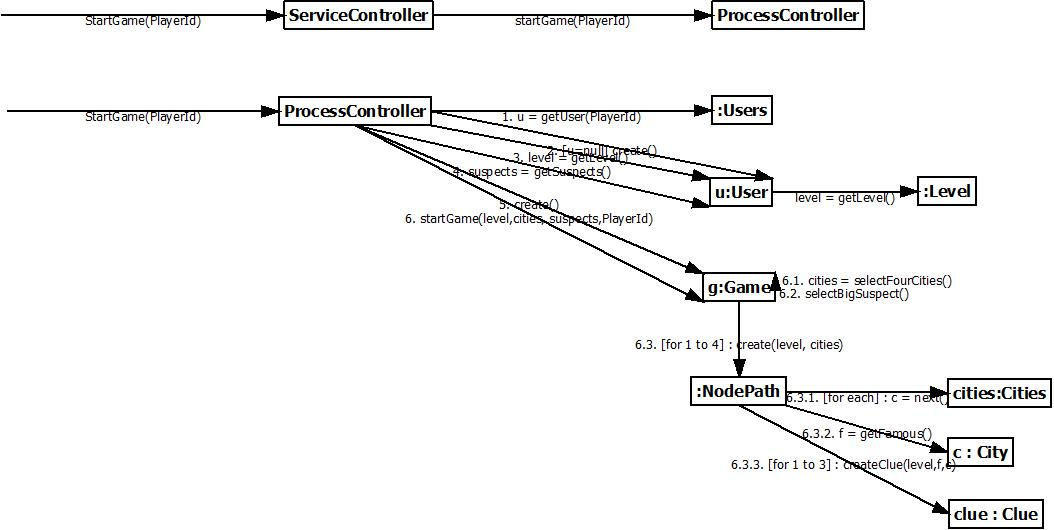 ServiceController
ProcessController
StartGame(PlayerId)
startGame(PlayerId)
ProcessController
:Users
StartGame(PlayerId)
1. u = getUser(PlayerId)
2. [u=null] create()
3. level = getLevel()
4. suspects = getSuspects()
u:User
:Level
level = getLevel()
5. create()
6. startGame(level,cities, suspects,PlayerId)
g:Game
6.1. cities = selectFourCities()
6.2. selectBigSuspect()
6.3. [for 1 to 4] : create(level, cities)
:NodePath
cities:Cities
6.3.1. [for each] : c = next()
6.3.2. f = getFamous()
c : City
6.3.3. [for 1 to 3] : createClue(level,f,c)
clue : Clue